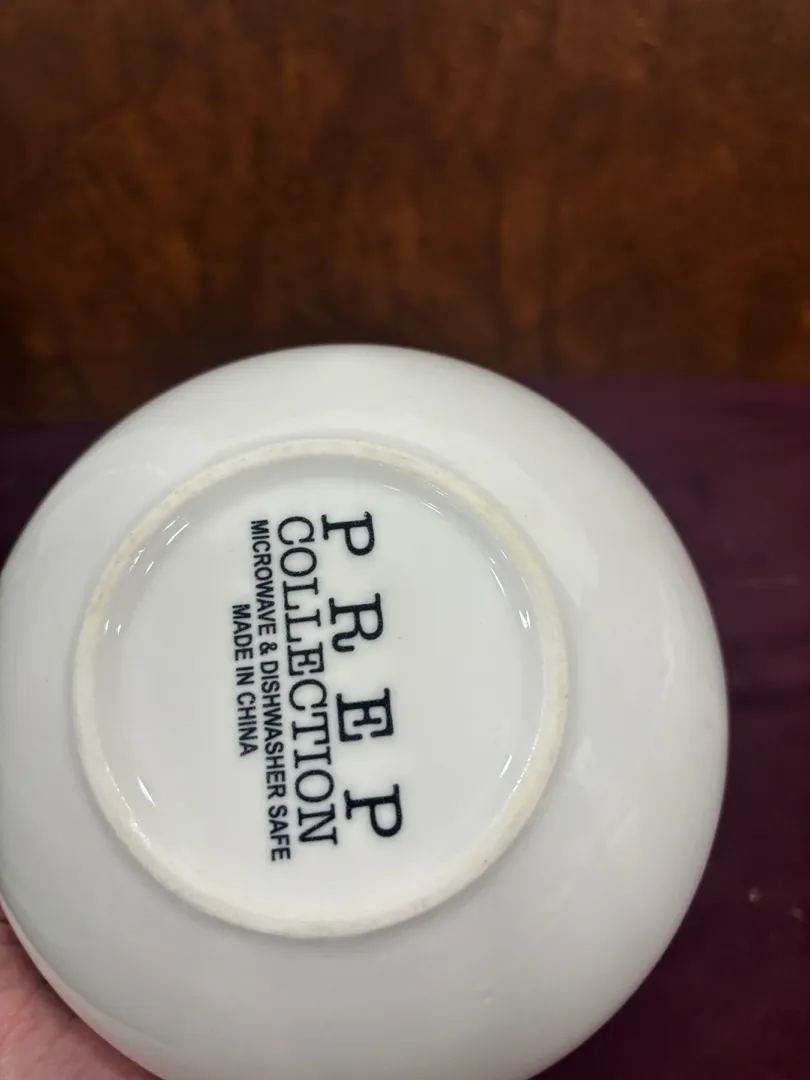 PREP
COLLECTION
MICROWAVE & DISHWASHER SAFE
MADE IN CHINA